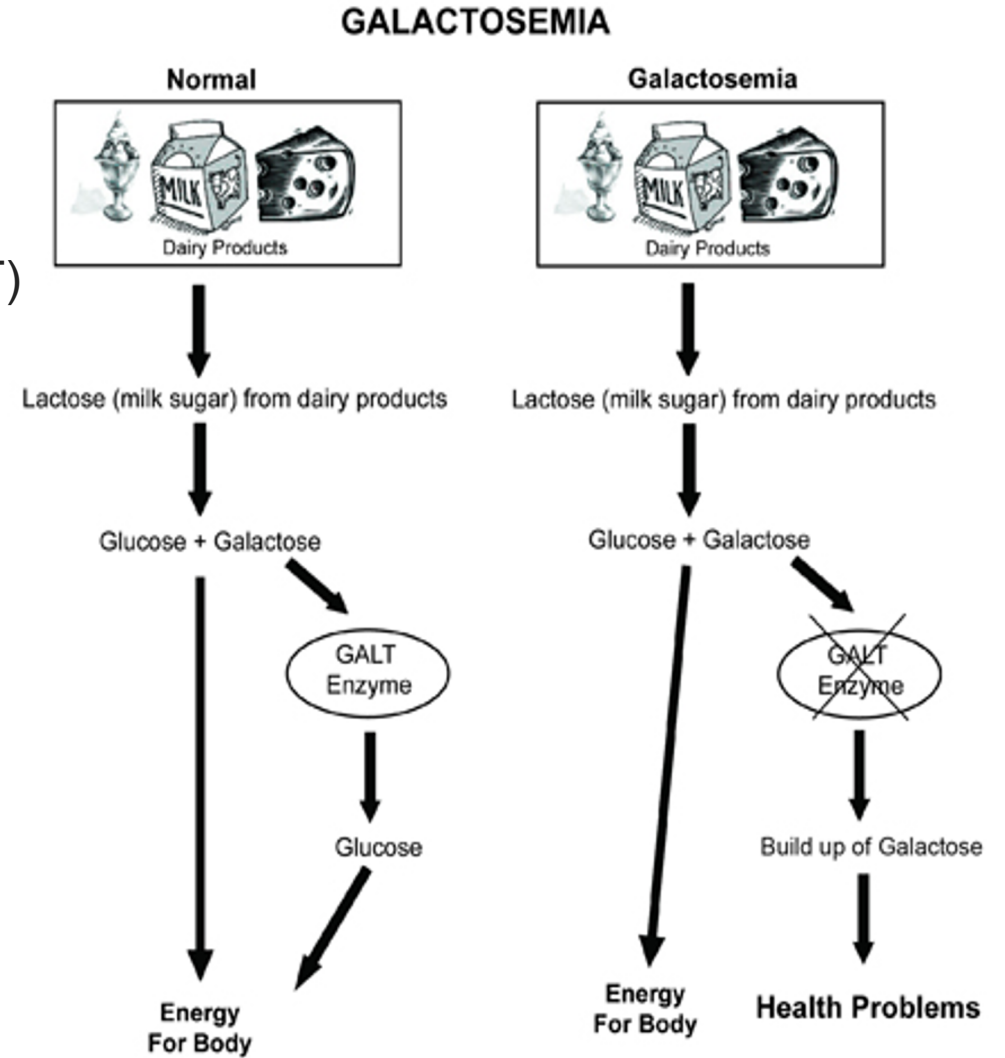 GALACTOSEMIA
Normal
MILK
Dairy Products
Lactose (milk sugar) from dairy products
Glucose + Galactose
GALT
Enzyme
Glucose
Energy
For Body
Galactosemia
MILK
Dairy Products
Lactose (milk sugar) from dairy products
Glucose + Galactose
GALT
Enzyme
Build up of Galactose
Energy
For Body
Health Problems
)